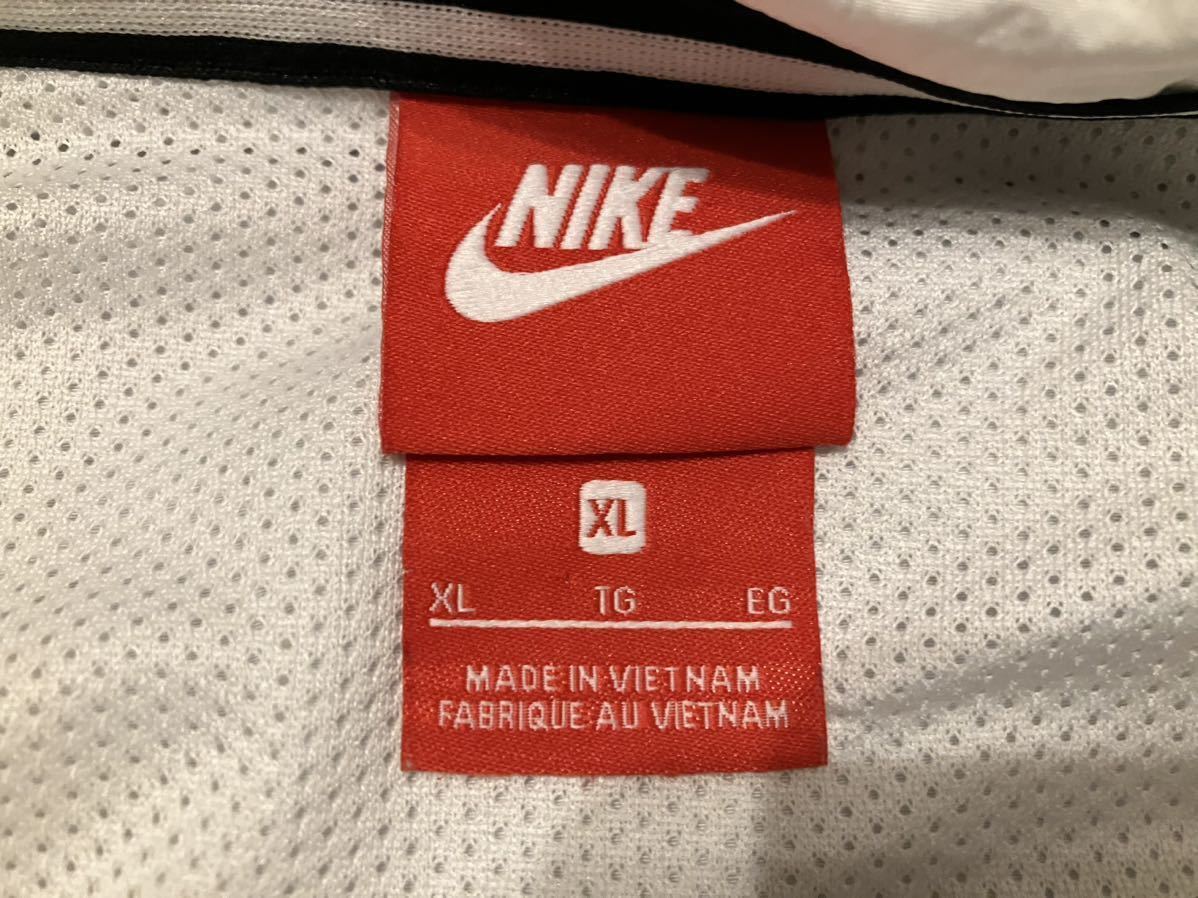 NIKE
XL
XL TG EG
MADE IN VIETNAM
FABRIQUE AU VIETNAM